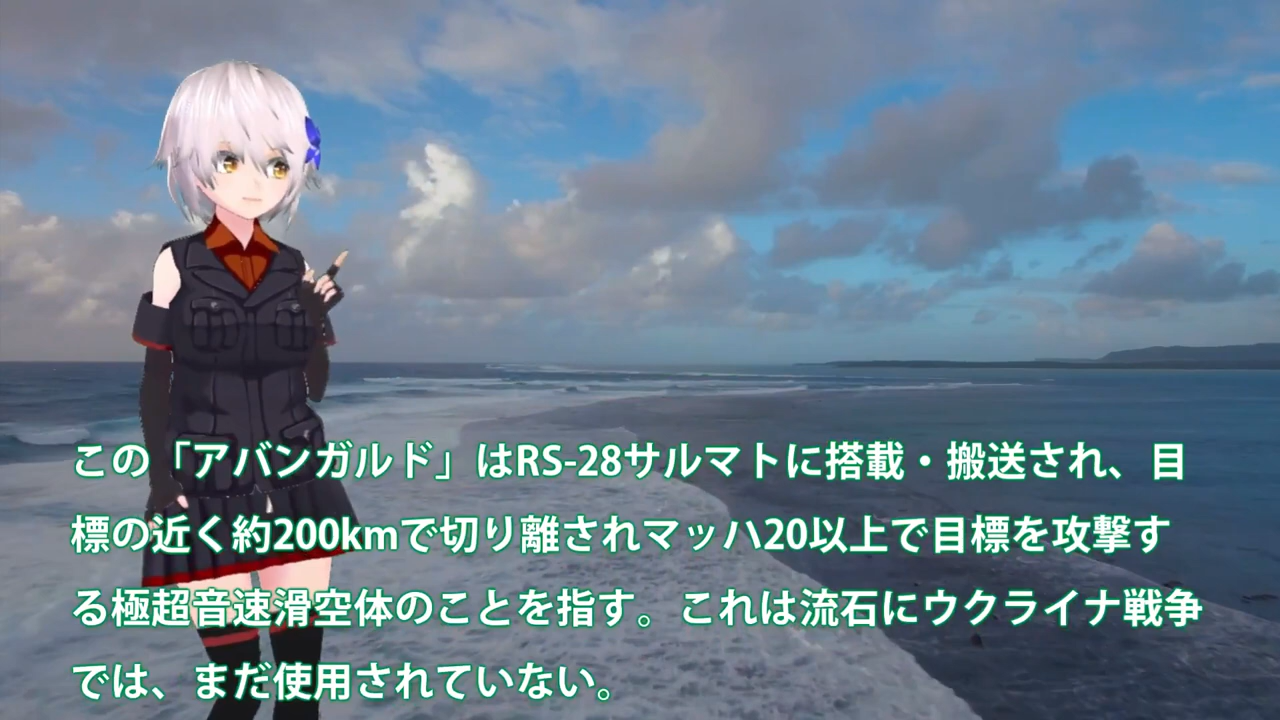 この「アバンガルド」はRS-28サルマトに搭載・搬送され、目
標の近く約200kmで切り離されマッハ20以上で目標を攻撃す
る極超音速滑空体のことを指す。これは流石にウクライナ戦争
では、まだ使用されていない。